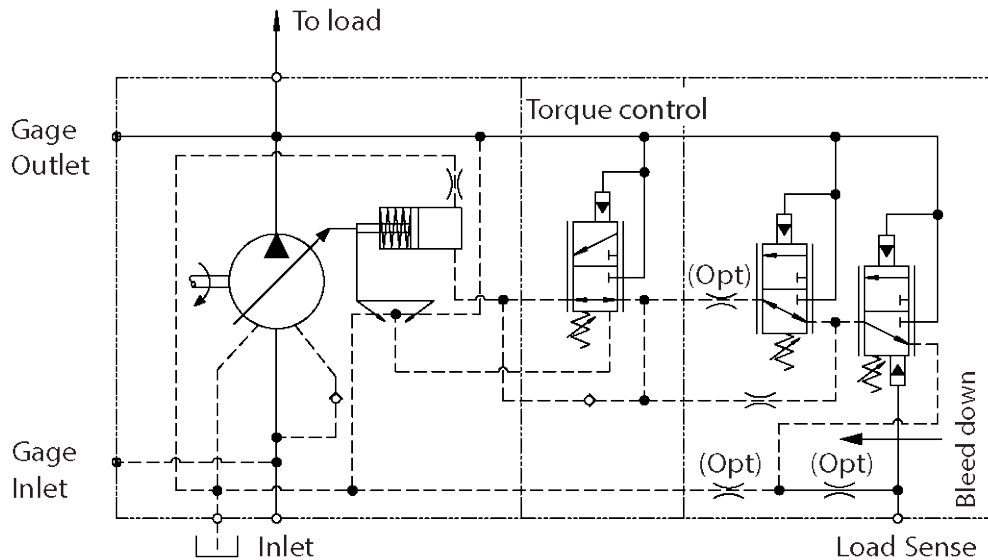 To load
Torque control
Gage
Outlet
(Opt)
Gage
Inlet
(Opt)
(Opt)
Bleed down
Inlet
Load Sense